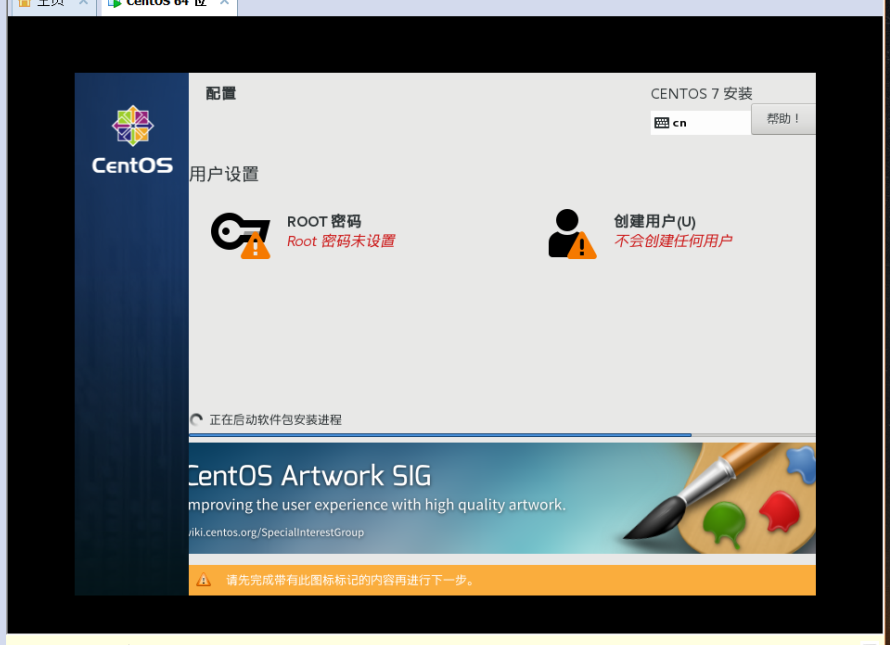 主页
CentOS 64 位
配置
CENTOS 7 安装
cn
帮助！
CentOS
用户设置
ROOT 密码
Root 密码未设置
创建用户(U)
不会创建任何用户
正在启动软件包安装进程
CentOS Artwork SIG
mproving the user experience with high quality artwork.
viki.centos.org/SpecialInterestGroup
请先完成带有此图标标记的内容再进行下一步。